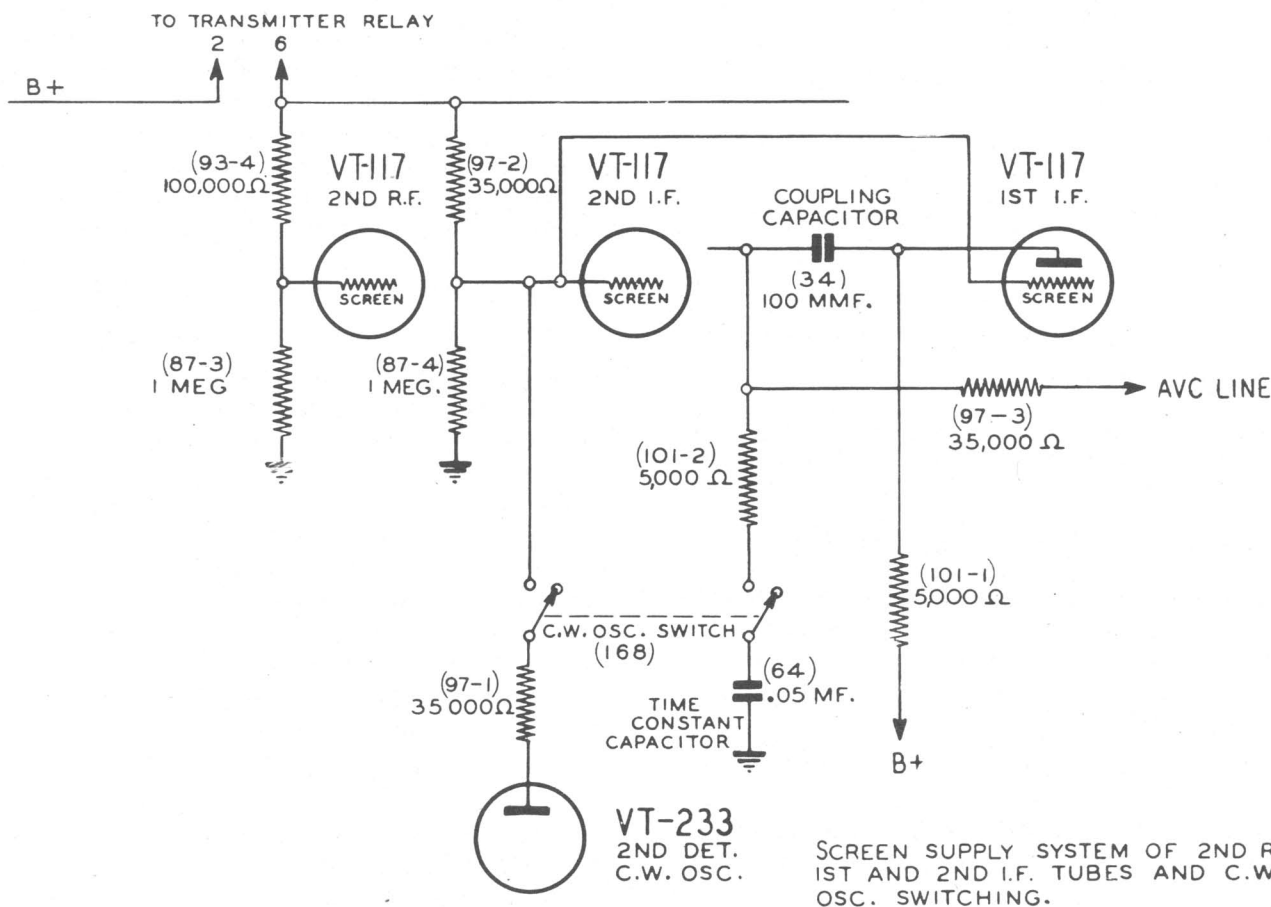 TO TRANSMITTER RELAY
2 6
B+
(93-4)
100,000Ω
VT-117
2ND R.F.
SCREEN
(97-2)
35,000Ω
VT-117
2ND I.F.
SCREEN
COUPLING
CAPACITOR
(34)
100 MMF.
VT-117
1ST I.F.
SCREEN
(87-3)
1 MEG
(87-4)
1 MEG.
AVC LINE
(97-3)
35,000 Ω
(101-2)
5,000 Ω
(101-1)
5,000 Ω
C.W. OSC. SWITCH
(168)
(97-1)
35000Ω
(64)
.05 MF.
TIME
CONSTANT
CAPACITOR
B+
VT-233
2ND DET.
C.W. OSC.
SCREEN SUPPLY SYSTEM OF 2ND R
1ST AND 2ND I.F. TUBES AND C.W
OSC. SWITCHING.